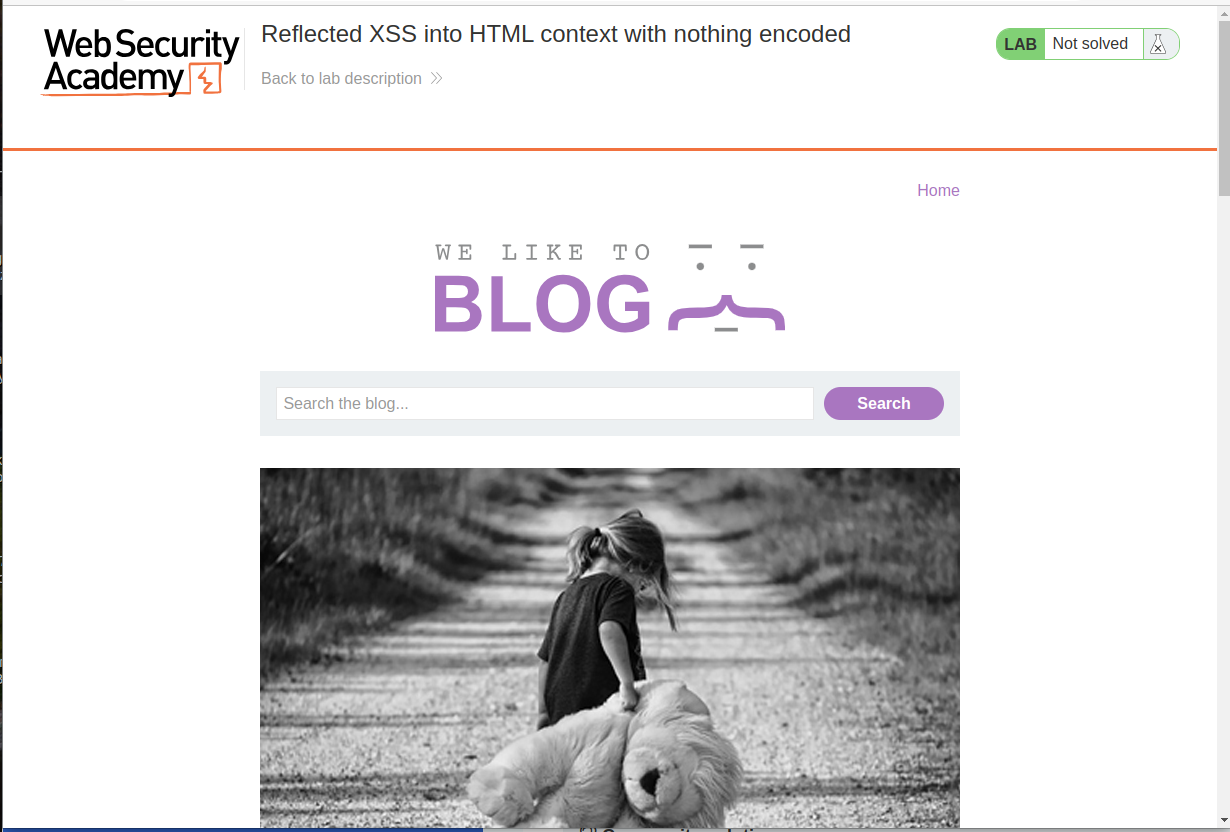 Web Security
Academy
Reflected XSS into HTML context with nothing encoded
Back to lab description
LAB Not solved
Home
WE LIKE TO
BLOG
Search the blog...
Search